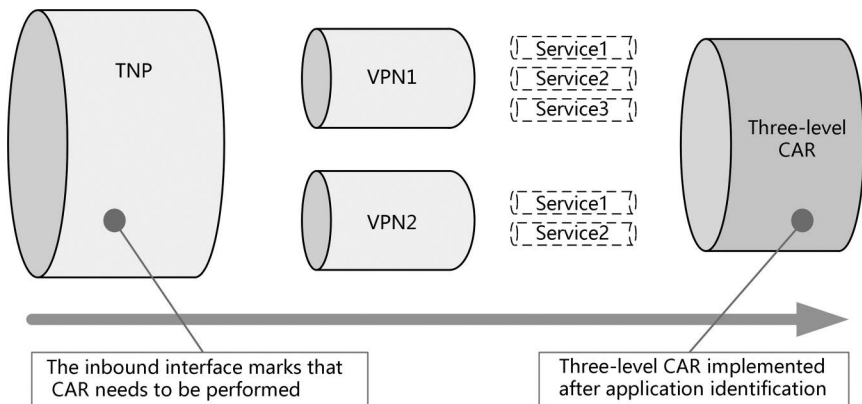 TNP
VPN1
Service1
Service2
Service3
Three-level
CAR
VPN2
Service1
Service2
The inbound interface marks that
CAR needs to be performed
Three-level CAR implemented
after application identification